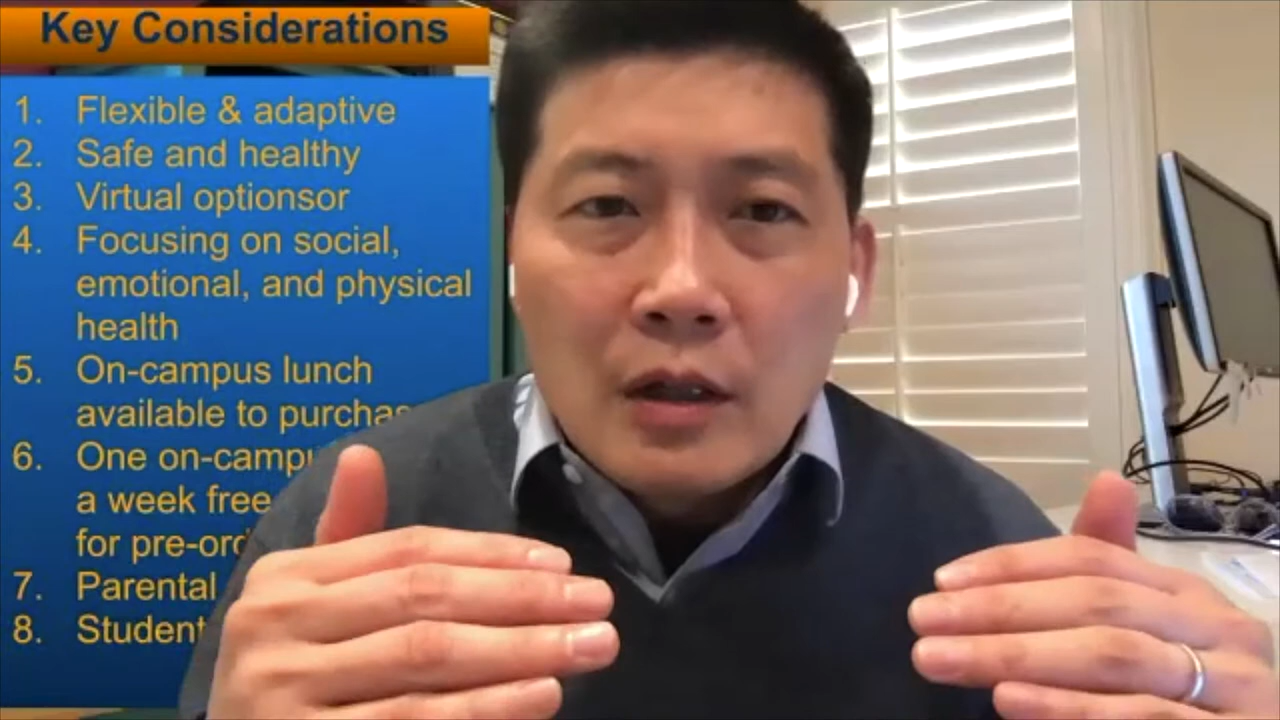 Key Considerations
1. Flexible & adaptive
2. Safe and healthy
3. Virtual optionsor
4. Focusing on social,
emotional, and physical
health
5. On-campus lunch
available to
6. One
a week free
for
7. Parental
8. Student